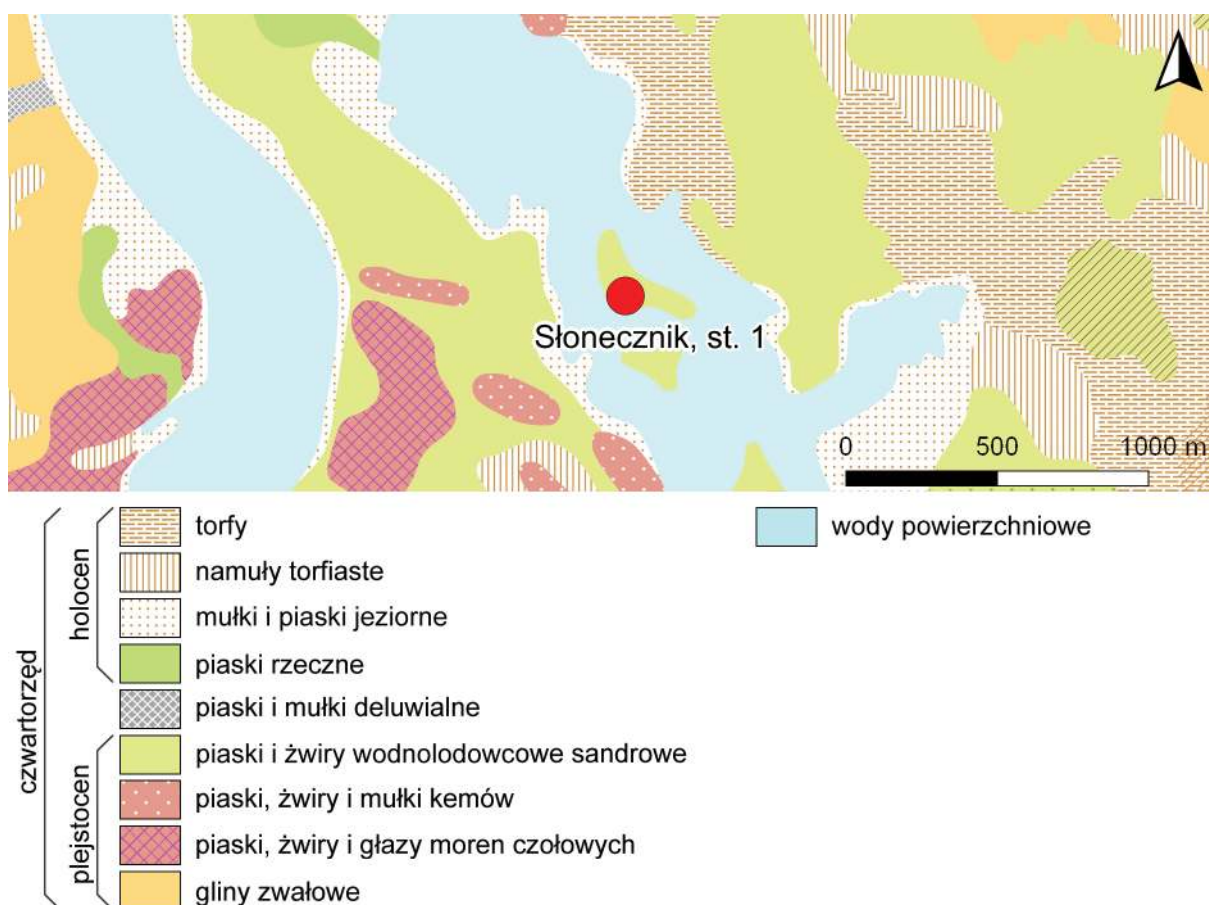 Słonecznik, st. 1
0 500 1000 m
czwartorzęd
holocen
torfy
namuły torfiaste
mułki i piaski jeziorne
piaski rzeczne
piaski i mułki deluwialne
plejstocen
piaski i żwiry wodnolodowcowe sandrowe
piaski, żwiry i mułki kemów
piaski, żwiry i głazy moren czołowych
gliny zwałowe
wody powierzchniowe